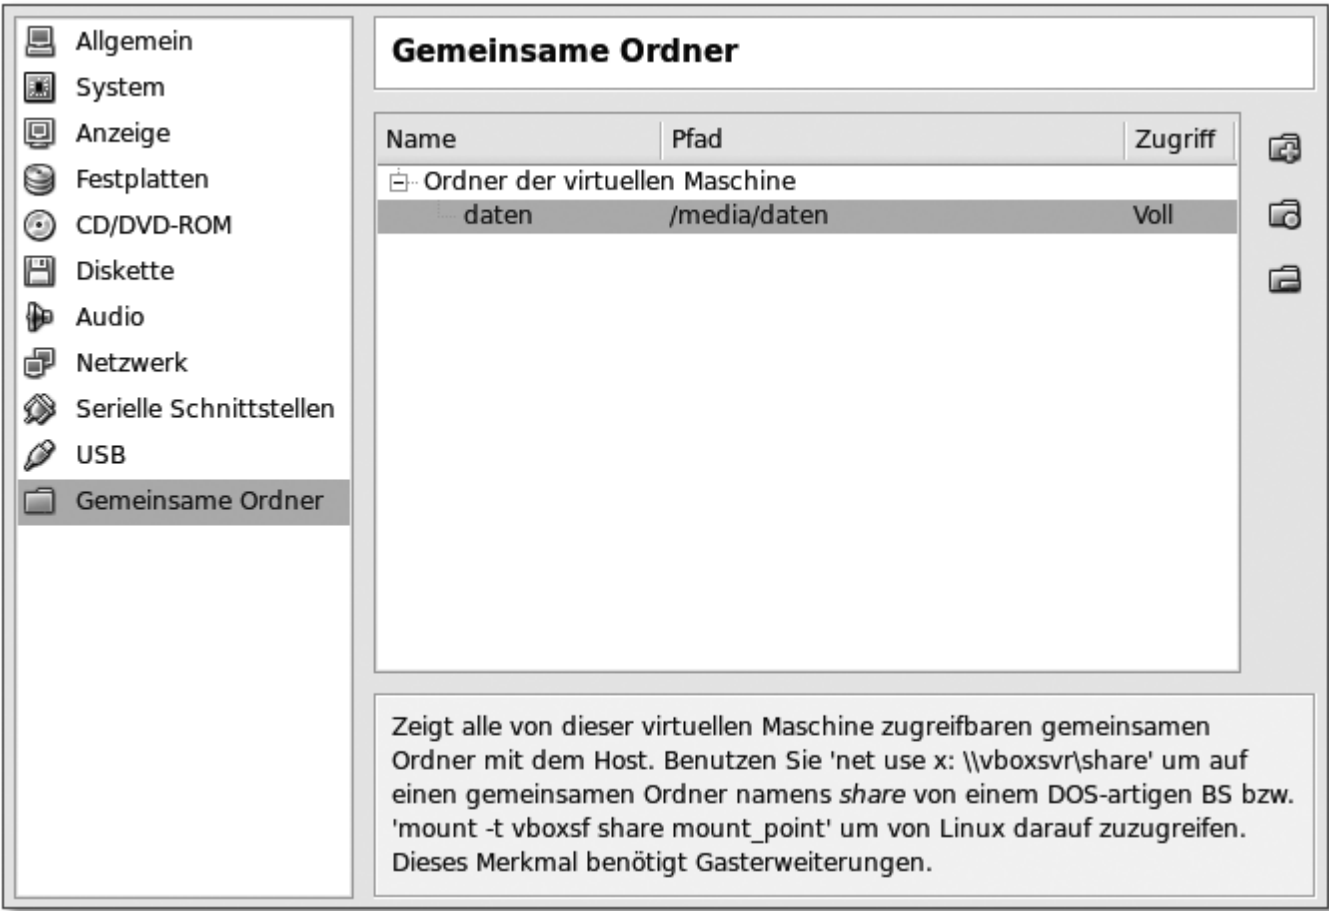 Allgemein
System
Anzeige
Festplatten
CD/DVD-ROM
Diskette
Audio
Netzwerk
Serielle Schnittstellen
USB
Gemeinsame Ordner
Gemeinsame Ordner
Name Pfad Zugriff
Ordner der virtuellen Maschine
daten /media/daten Voll
Zeigt alle von dieser virtuellen Maschine zugreifbaren gemeinsamen
Ordner mit dem Host. Benutzen Sie 'net use x: \\vboxsvr\share' um auf
einen gemeinsamen Ordner namens share von einem DOS-artigen BS bzw.
'mount -t vboxsf share mount_point' um von Linux darauf zuzugreifen.
Dieses Merkmal benötigt Gasterweiterungen.